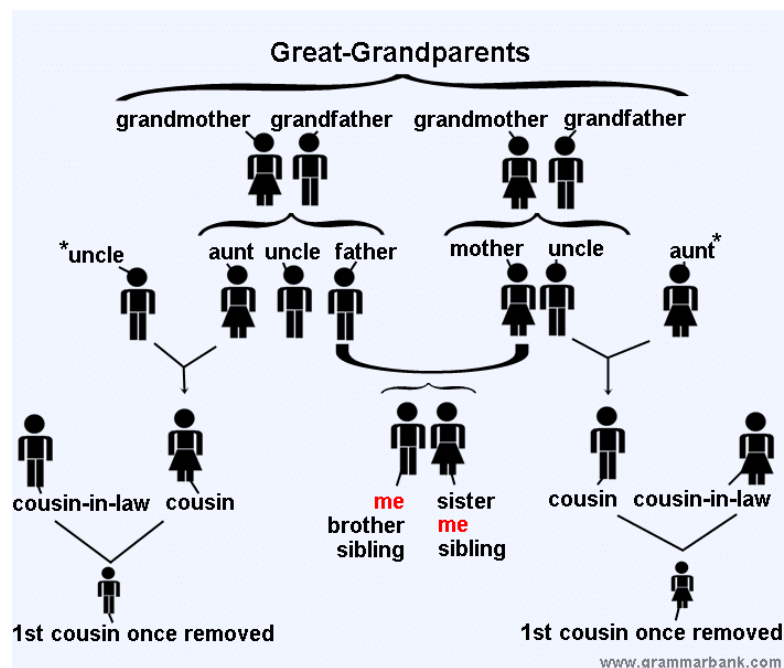 Great-Grandparents
grandmother grandfather grandmother grandfather
*uncle aunt uncle father mother uncle aunt*
cousin-in-law cousin me sister cousin cousin-in-law
brother me
sibling sibling
1st cousin once removed 1st cousin once removed
www.grammarbank.com